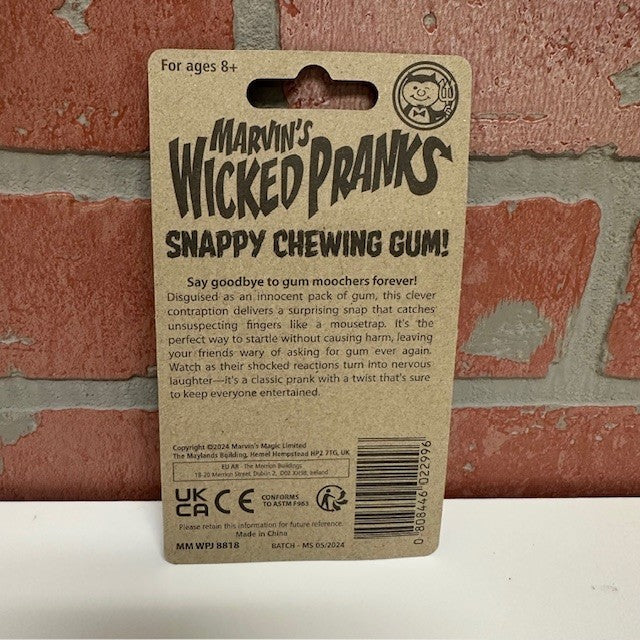 For ages 8+
MARVIN'S
WICKED PRANKS
SNAPPY CHEWING GUM!
Say goodbye to gum moochers forever!
Disguised as an innocent pack of gum, this clever
contraption delivers a surprising snap that catches
unsuspecting fingers like a mousetrap. It's the
perfect way to startle without causing harm, leaving
your friends wary of asking for gum ever again.
Watch as their shocked reactions turn into nervous
laughter—it's a classic prank with a twist that's sure
to keep everyone entertained.
Copyright ©2024 Marvin's Magic Limited
The Maylands Building, Hemel Hempstead HP2 7TG, UK
EU AR - The Merrion Buildings
18-20 Merrion Street, Dublin 2, D02 XH98, Ireland
UK
CA CE CONFORMS
TO ASTM F963
Please retain this information for future reference.
Made in China
MM WPJ 8818 BATCH - MS 05/2024
0 808446 022996